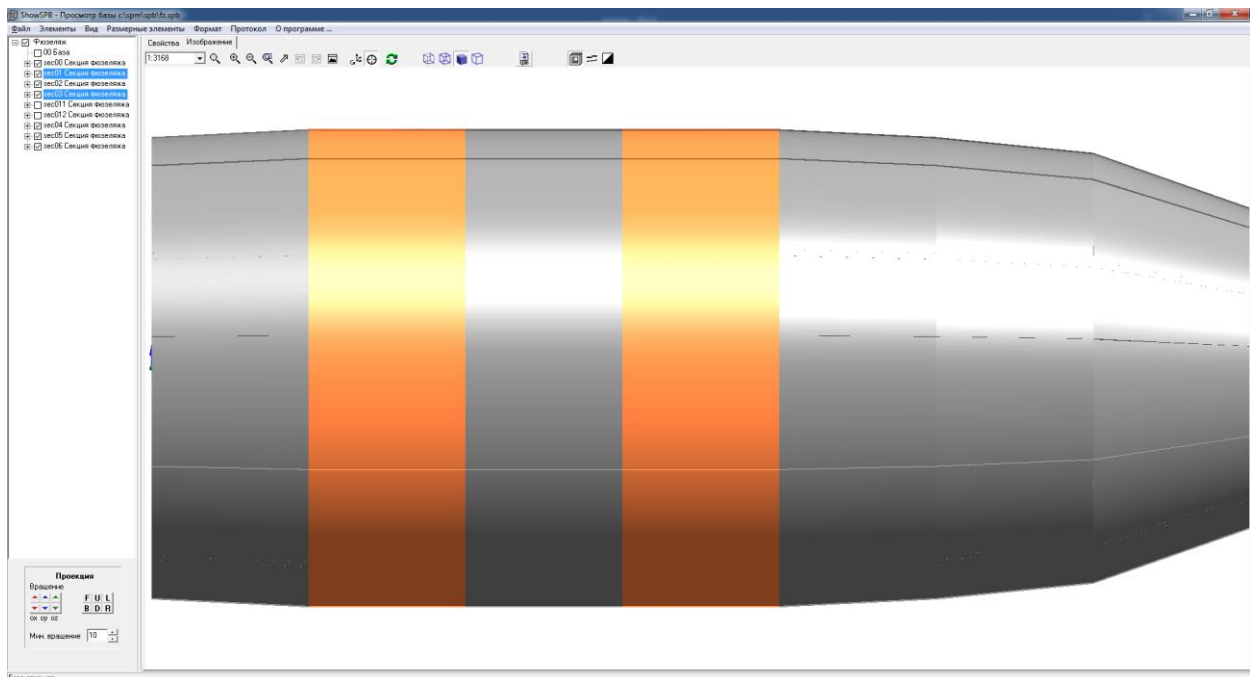 ShowSPB - Просмотр базы c:\spm\spb\fz.spb
Файл Элементы Вид Размерные элементы Формат Протокол О программе ...
Фюзеляж
00 База
sec00 Секция фюзеляжа
sec01 Секция фюзеляжа
sec02 Секция фюзеляжа
sec03 Секция фюзеляжа
sec011 Секция фюзеляжа
sec012 Секция фюзеляжа
sec04 Секция фюзеляжа
sec05 Секция фюзеляжа
sec06 Секция фюзеляжа
Свойства Изображение
1:3168
Проекция
Вращение
F U L
B D R
ox oy oz
Мин. вращение 10